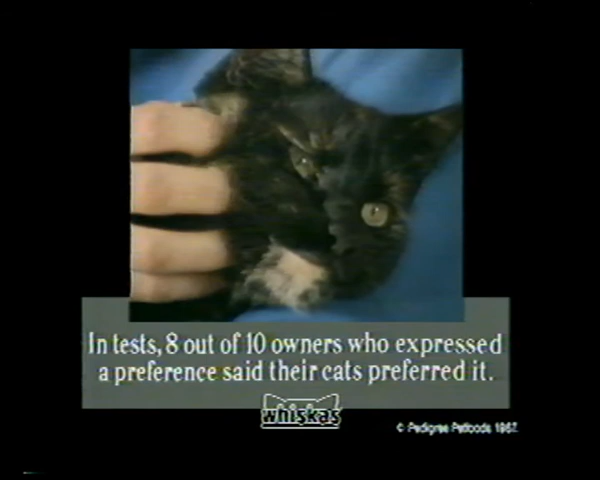 In tests, 8 out of 10 owners who expressed
a preference said their cats preferred it.
whiskas
© Pedigree Petfoods 1987.